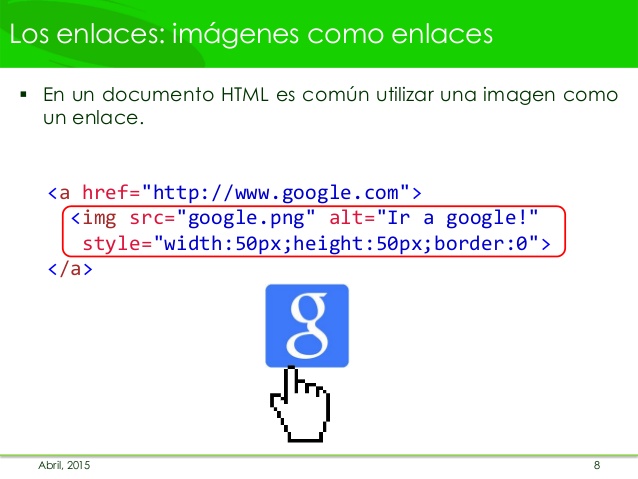 Los enlaces: imágenes como enlaces
▪ En un documento HTML es común utilizar una imagen como
un enlace.
<a href="http://www.google.com">
<img src="google.png" alt="Ir a google!"
style="width:50px;height:50px;border:0">
</a>
g
Abril, 2015
8